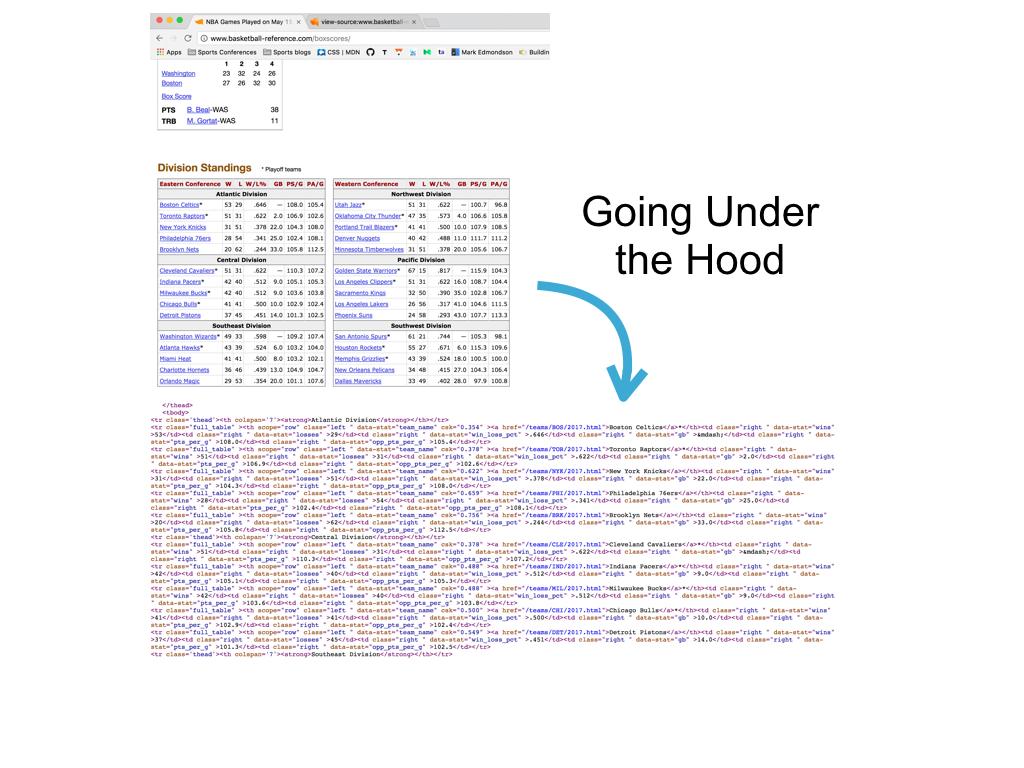 NBA Games Played on May 15 × view-source:www.basketball- ×
www.basketball-reference.com/boxscores/
Apps Sports Conferences Sports blogs CSS | MDN T ta Mark Edmondson Buildin
1 2 3 4
Washington 23 32 24 26
Boston 27 26 32 30
Box Score
PTS B. Beal-WAS 38
TRB M. Gortat-WAS 11
Division Standings * Playoff teams
Eastern Conference W L W/L% GB PS/G PA/G
Atlantic Division
Boston Celtics* 53 29 .646 — 108.0 105.4
Toronto Raptors* 51 31 .622 2.0 106.9 102.6
New York Knicks 31 51 .378 22.0 104.3 108.0
Philadelphia 76ers 28 54 .341 25.0 102.4 108.1
Brooklyn Nets 20 62 .244 33.0 105.8 112.5
Central Division
Cleveland Cavaliers* 51 31 .622 — 110.3 107.2
Indiana Pacers* 42 40 .512 9.0 105.1 105.3
Milwaukee Bucks* 42 40 .512 9.0 103.6 103.8
Chicago Bulls* 41 41 .500 10.0 102.9 102.4
Detroit Pistons 37 45 .451 14.0 101.3 102.5
Southeast Division
Washington Wizards* 49 33 .598 — 109.2 107.4
Atlanta Hawks* 43 39 .524 6.0 103.2 104.0
Miami Heat 41 41 .500 8.0 103.2 102.1
Charlotte Hornets 36 46 .439 13.0 104.9 104.7
Orlando Magic 29 53 .354 20.0 101.1 107.6
Western Conference W L W/L% GB PS/G PA/G
Northwest Division
Utah Jazz* 51 31 .622 — 100.7 96.8
Oklahoma City Thunder* 47 35 .573 4.0 106.6 105.8
Portland Trail Blazers* 41 41 .500 10.0 107.9 108.5
Denver Nuggets 40 42 .488 11.0 111.7 111.2
Minnesota Timberwolves 31 51 .378 20.0 105.6 106.7
Pacific Division
Golden State Warriors* 67 15 .817 — 115.9 104.3
Los Angeles Clippers* 51 31 .622 16.0 108.7 104.4
Sacramento Kings 32 50 .390 35.0 102.8 106.7
Los Angeles Lakers 26 56 .317 41.0 104.6 111.5
Phoenix Suns 24 58 .293 43.0 107.7 113.3
Southwest Division
San Antonio Spurs* 61 21 .744 — 105.3 98.1
Houston Rockets* 55 27 .671 6.0 115.3 109.6
Memphis Grizzlies* 43 39 .524 18.0 100.5 100.0
New Orleans Pelicans 34 48 .415 27.0 104.3 106.4
Dallas Mavericks 33 49 .402 28.0 97.9 100.8
Going Under
the Hood
</thead>
<tbody>
<tr class='thead'><th colspan='7'><strong>Atlantic Division</strong></th></tr>
<tr class="full_table" ><th scope="row" class="left " data-stat="team_name" csk="0.354" ><a href="/teams/BOS/2017.html">Boston Celtics</a>*</th><td class="right " data-stat="wins"
>53</td><td class="right " data-stat="losses" >29</td><td class="right " data-stat="win_loss_pct" >.646</td><td class="right " data-stat="gb" >&mdash;</td><td class="right " data-
stat="pts_per_g" >108.0</td><td class="right " data-stat="opp_pts_per_g" >105.4</td></tr>
<tr class="full_table" ><th scope="row" class="left " data-stat="team_name" csk="0.378" ><a href="/teams/TOR/2017.html">Toronto Raptors</a>*</th><td class="right " data-
stat="wins" >51</td><td class="right " data-stat="losses" >31</td><td class="right " data-stat="win_loss_pct" >.622</td><td class="right " data-stat="gb" >2.0</td><td class="right
" data-stat="pts_per_g" >106.9</td><td class="right " data-stat="opp_pts_per_g" >102.6</td></tr>
<tr class="full_table" ><th scope="row" class="left " data-stat="team_name" csk="0.622" ><a href="/teams/NYK/2017.html">New York Knicks</a></th><td class="right " data-stat="wins"
>31</td><td class="right " data-stat="losses" >51</td><td class="right " data-stat="win_loss_pct" >.378</td><td class="right " data-stat="gb" >22.0</td><td class="right " data-
stat="pts_per_g" >104.3</td><td class="right " data-stat="opp_pts_per_g" >108.0</td></tr>
<tr class="full_table" ><th scope="row" class="left " data-stat="team_name" csk="0.659" ><a href="/teams/PHI/2017.html">Philadelphia 76ers</a></th><td class="right " data-
stat="wins" >28</td><td class="right " data-stat="losses" >54</td><td class="right " data-stat="win_loss_pct" >.341</td><td class="right " data-stat="gb" >25.0</td><td class="right
" data-stat="pts_per_g" >102.4</td><td class="right " data-stat="opp_pts_per_g" >108.1</td></tr>
<tr class="full_table" ><th scope="row" class="left " data-stat="team_name" csk="0.756" ><a href="/teams/BRK/2017.html">Brooklyn Nets</a></th><td class="right " data-stat="wins"
>20</td><td class="right " data-stat="losses" >62</td><td class="right " data-stat="win_loss_pct" >.244</td><td class="right " data-stat="gb" >33.0</td><td class="right " data-
stat="pts_per_g" >105.8</td><td class="right " data-stat="opp_pts_per_g" >112.5</td></tr>
<tr class='thead'><th colspan='7'><strong>Central Division</strong></th></tr>
<tr class="full_table" ><th scope="row" class="left " data-stat="team_name" csk="0.378" ><a href="/teams/CLE/2017.html">Cleveland Cavaliers</a>*</th><td class="right " data-
stat="wins" >51</td><td class="right " data-stat="losses" >31</td><td class="right " data-stat="win_loss_pct" >.622</td><td class="right " data-stat="gb" >&mdash;</td><td
class="right " data-stat="pts_per_g" >110.3</td><td class="right " data-stat="opp_pts_per_g" >107.2</td></tr>
<tr class="full_table" ><th scope="row" class="left " data-stat="team_name" csk="0.488" ><a href="/teams/IND/2017.html">Indiana Pacers</a>*</th><td class="right " data-stat="wins"
>42</td><td class="right " data-stat="losses" >40</td><td class="right " data-stat="win_loss_pct" >.512</td><td class="right " data-stat="gb" >9.0</td><td class="right " data-
stat="pts_per_g" >105.1</td><td class="right " data-stat="opp_pts_per_g" >105.3</td></tr>
<tr class="full_table" ><th scope="row" class="left " data-stat="team_name" csk="0.488" ><a href="/teams/MIL/2017.html">Milwaukee Bucks</a>*</th><td class="right " data-
stat="wins" >42</td><td class="right " data-stat="losses" >40</td><td class="right " data-stat="win_loss_pct" >.512</td><td class="right " data-stat="gb" >9.0</td><td class="right
" data-stat="pts_per_g" >103.6</td><td class="right " data-stat="opp_pts_per_g" >103.8</td></tr>
<tr class="full_table" ><th scope="row" class="left " data-stat="team_name" csk="0.500" ><a href="/teams/CHI/2017.html">Chicago Bulls</a>*</th><td class="right " data-stat="wins"
>41</td><td class="right " data-stat="losses" >41</td><td class="right " data-stat="win_loss_pct" >.500</td><td class="right " data-stat="gb" >10.0</td><td class="right " data-
stat="pts_per_g" >102.9</td><td class="right " data-stat="opp_pts_per_g" >102.4</td></tr>
<tr class="full_table" ><th scope="row" class="left " data-stat="team_name" csk="0.549" ><a href="/teams/DET/2017.html">Detroit Pistons</a></th><td class="right " data-stat="wins"
>37</td><td class="right " data-stat="losses" >45</td><td class="right " data-stat="win_loss_pct" >.451</td><td class="right " data-stat="gb" >14.0</td><td class="right " data-
stat="pts_per_g" >101.3</td><td class="right " data-stat="opp_pts_per_g" >102.5</td></tr>
<tr class='thead'><th colspan='7'><strong>Southeast Division</strong></th></tr>